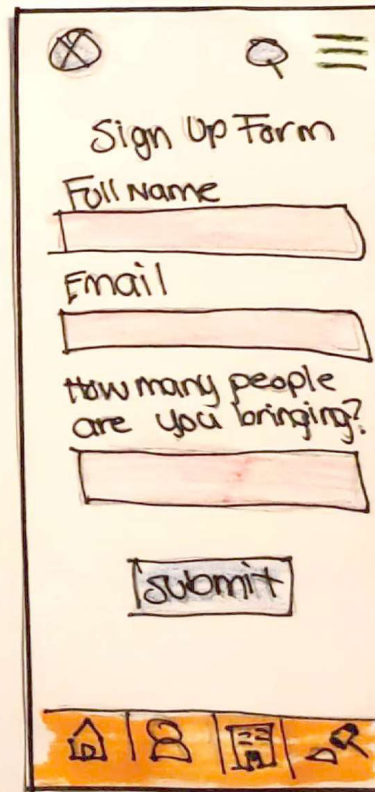 Sign Up Form
Full Name
Email
How many people
are you bringing?
submit